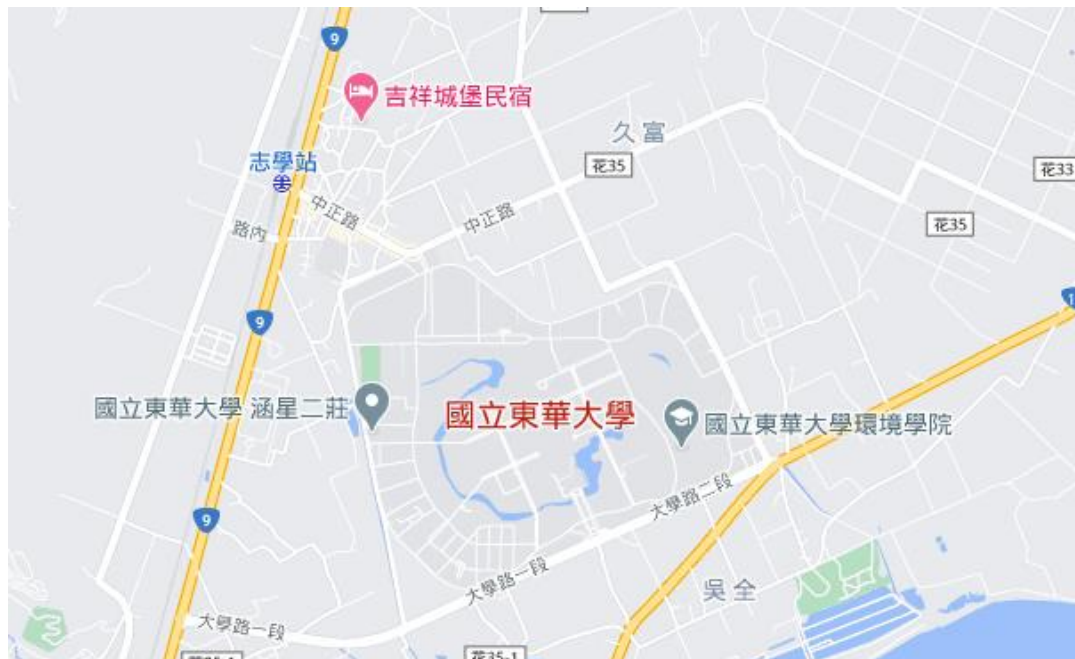 9
吉祥城堡民宿
久富
志學站
花35
花33
中正路
中正路
路內
花35
9
1
國立東華大學 涵星二莊
國立東華大學
國立東華大學環境學院
大學路二段
9
大學路一段
吳全
大學路一段
花35-1